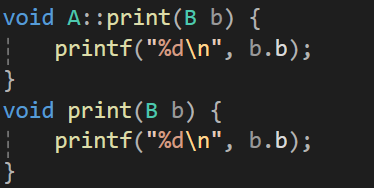 void A::print(B b) {
    printf("%d\n", b.b);
}
void print(B b) {
    printf("%d\n", b.b);
}